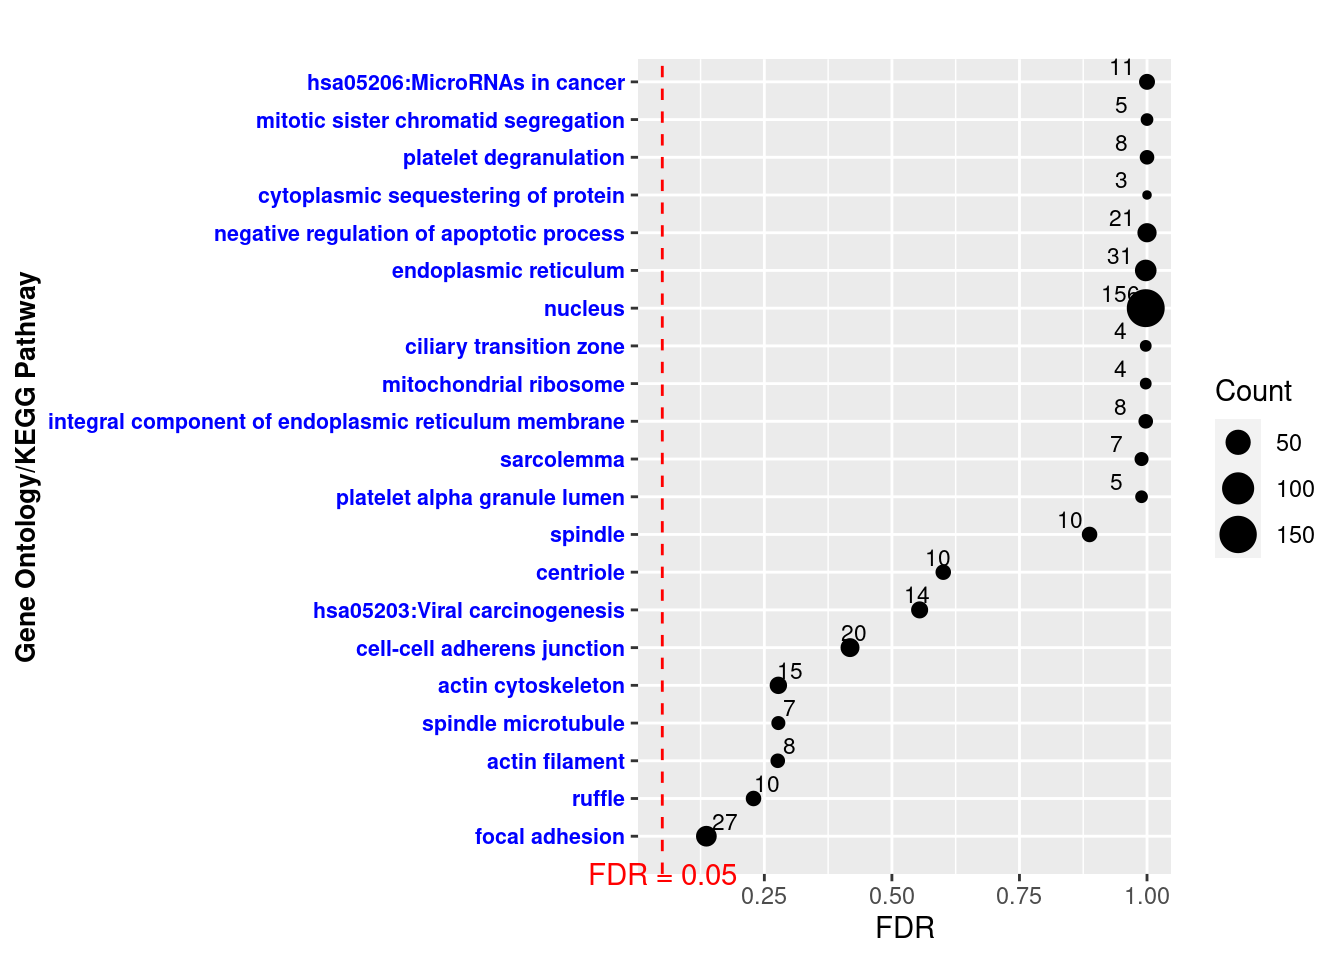 Gene Ontology/KEGG Pathway
hsa05206:MicroRNAs in cancer 11
mitotic sister chromatid segregation 5
platelet degranulation 8
cytoplasmic sequestering of protein 3
negative regulation of apoptotic process 21
endoplasmic reticulum 31
nucleus 156
ciliary transition zone 4
mitochondrial ribosome 4
integral component of endoplasmic reticulum membrane 8
sarcolemma 7
platelet alpha granule lumen 5
spindle 10
centriole 10
hsa05203:Viral carcinogenesis 14
cell-cell adherens junction 20
actin cytoskeleton 15
spindle microtubule 7
actin filament 8
ruffle 10
focal adhesion 27
FDR = 0.05
0.25 0.50 0.75 1.00
FDR
Count
50
100
150